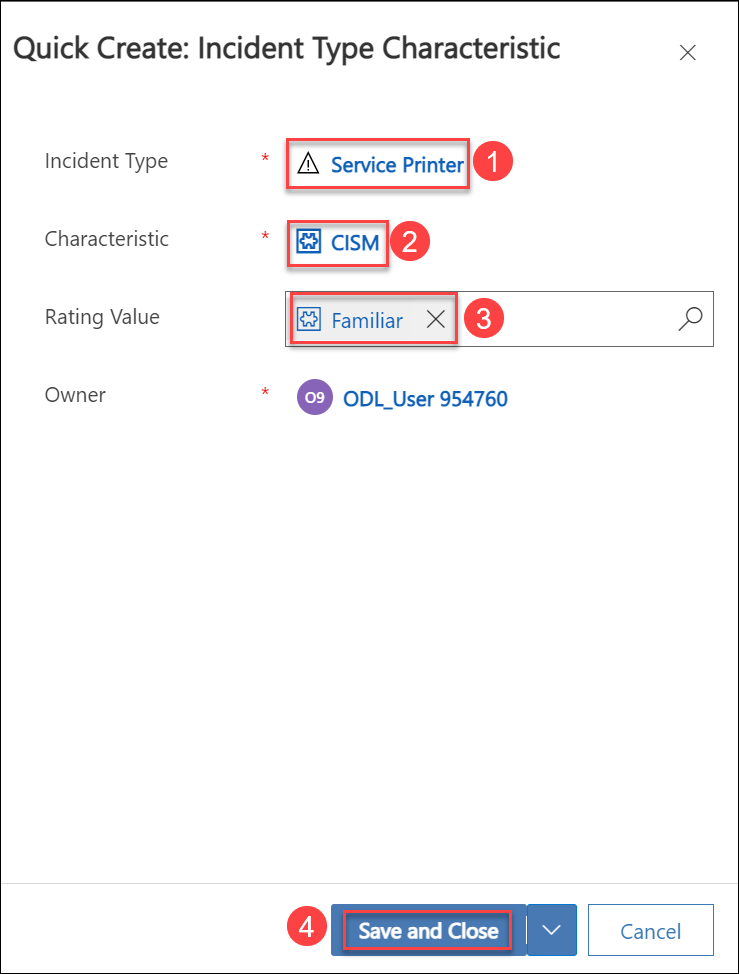 Quick Create: Incident Type Characteristic
Incident Type * Service Printer 1
Characteristic * CISM 2
Rating Value Familiar 3
Owner * O9 ODL_User 954760
4 Save and Close Cancel